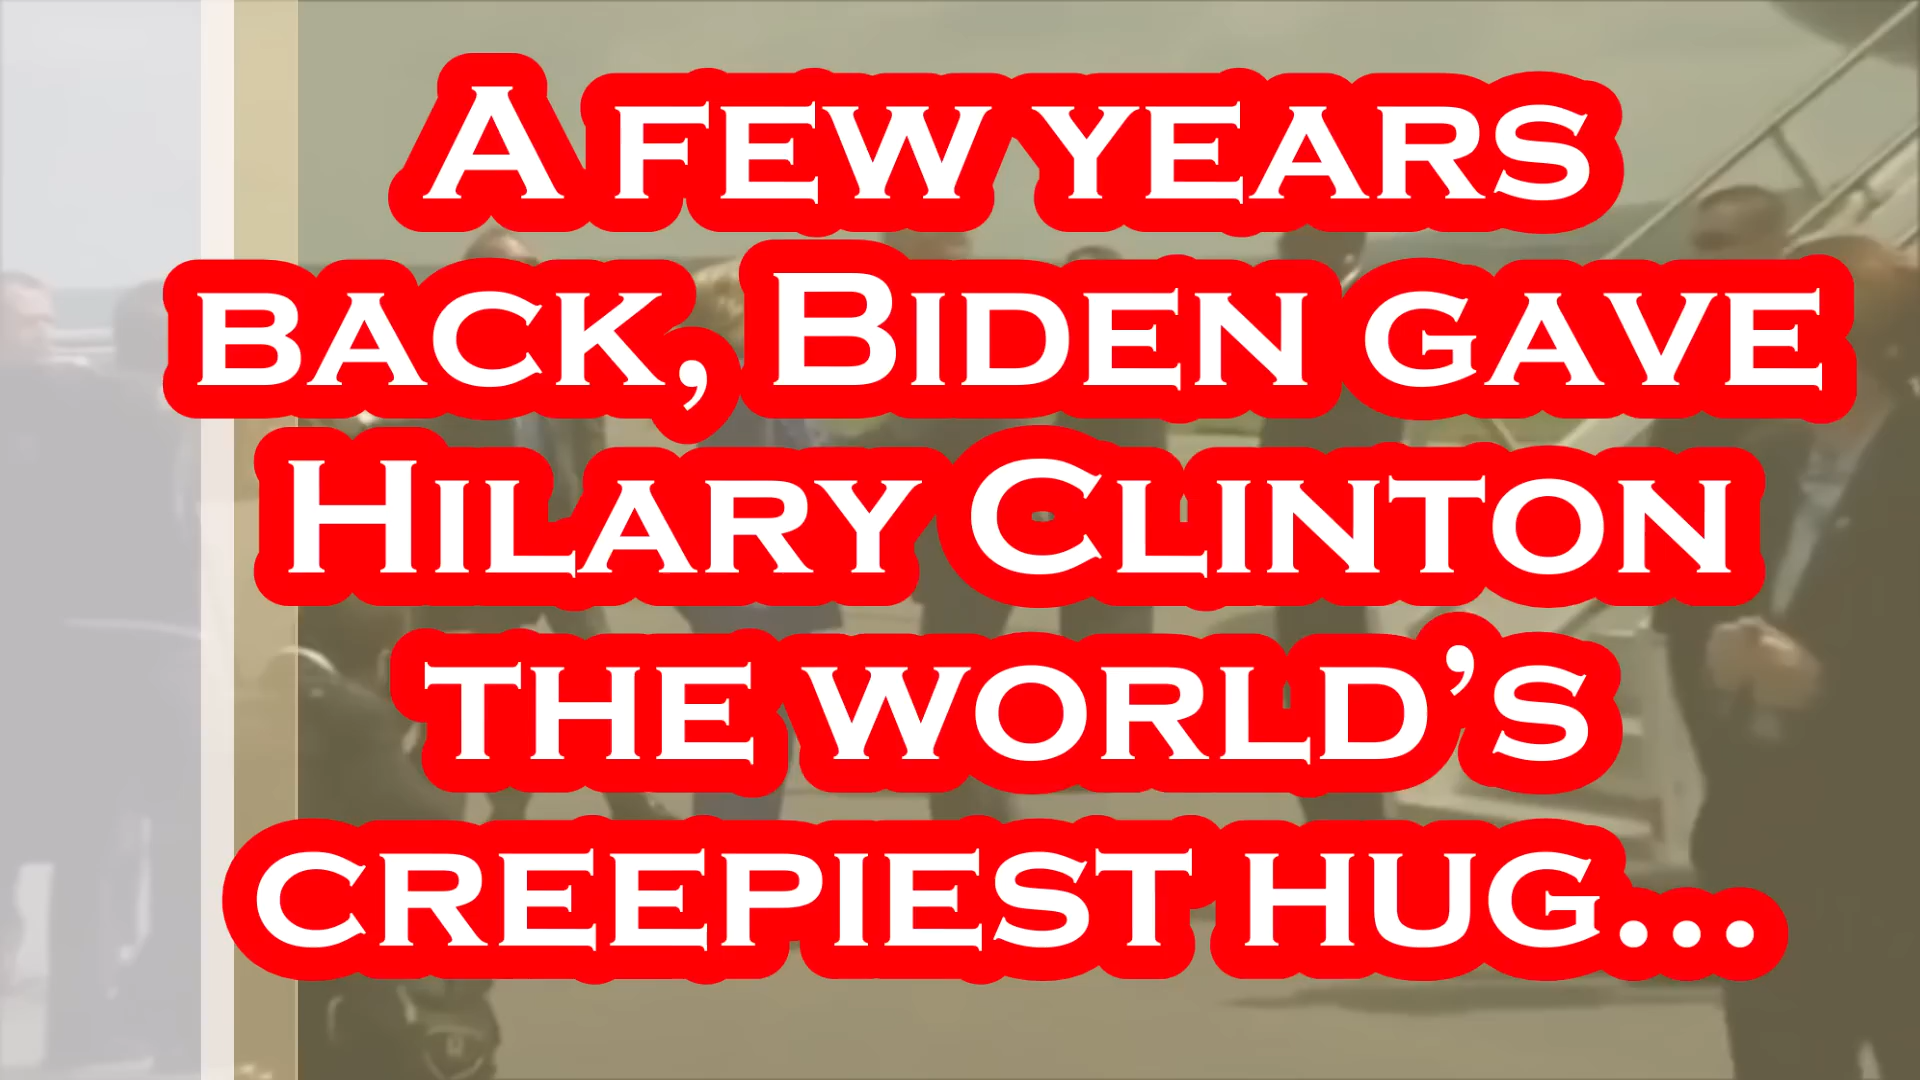 A FEW YEARS
BACK, BIDEN GAVE
HILARY CLINTON
THE WORLD’S
CREEPIEST HUG...